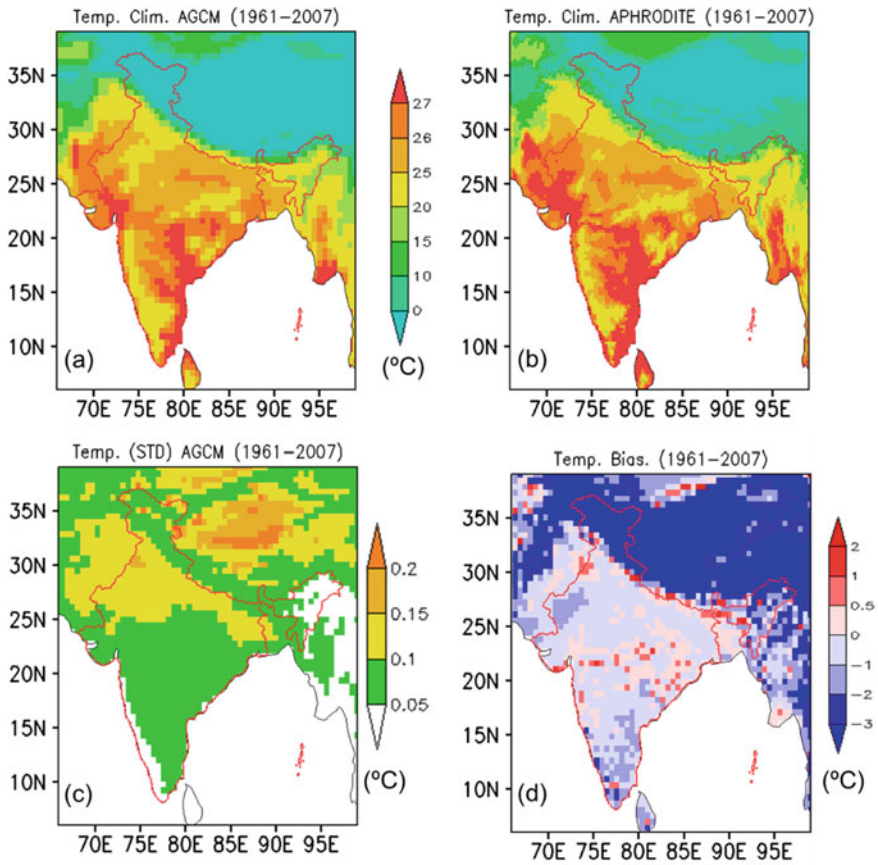 Temp. Clim. AGCM (1961−2007)
35N
30N
25N
20N
15N
10N
70E 75E 80E 85E 90E 95E
(a)
27
26
25
20
15
10
0
(ºC)
Temp. Clim. APHRODITE (1961−2007)
35N
30N
25N
20N
15N
10N
70E 75E 80E 85E 90E 95E
(b)
Temp. (STD) AGCM (1961−2007)
35N
30N
25N
20N
15N
10N
70E 75E 80E 85E 90E 95E
(c)
0.2
0.15
0.1
0.05
(ºC)
Temp. Bias. (1961−2007)
35N
30N
25N
20N
15N
10N
70E 75E 80E 85E 90E 95E
(d)
2
1
0.5
0
−1
−2
−3
(ºC)